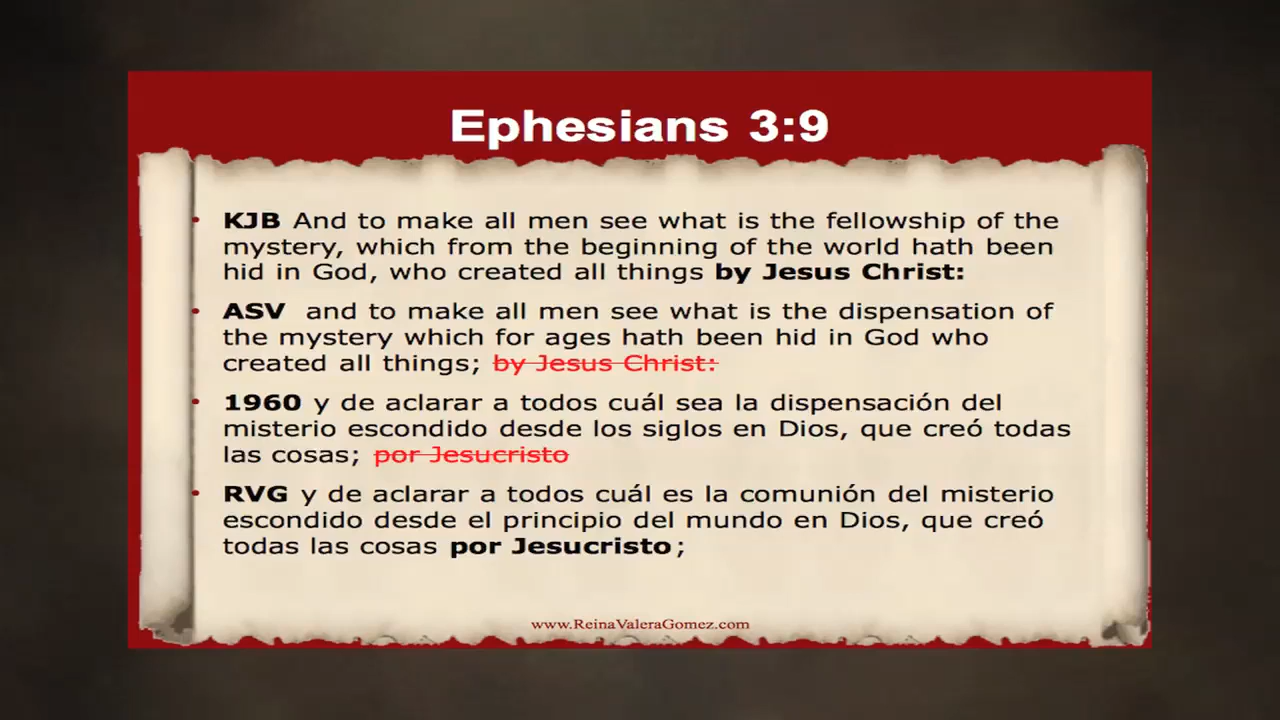 Ephesians 3:9
• KJB And to make all men see what is the fellowship of the
mystery, which from the beginning of the world hath been
hid in God, who created all things by Jesus Christ:
• ASV and to make all men see what is the dispensation of
the mystery which for ages hath been hid in God who
created all things; by Jesus Christ:
• 1960 y de aclarar a todos cuál sea la dispensación del
misterio escondido desde los siglos en Dios, que creó todas
las cosas; por Jesucristo
• RVG y de aclarar a todos cuál es la comunión del misterio
escondido desde el principio del mundo en Dios, que creó
todas las cosas por Jesucristo;
www.ReinaValeraGomez.com